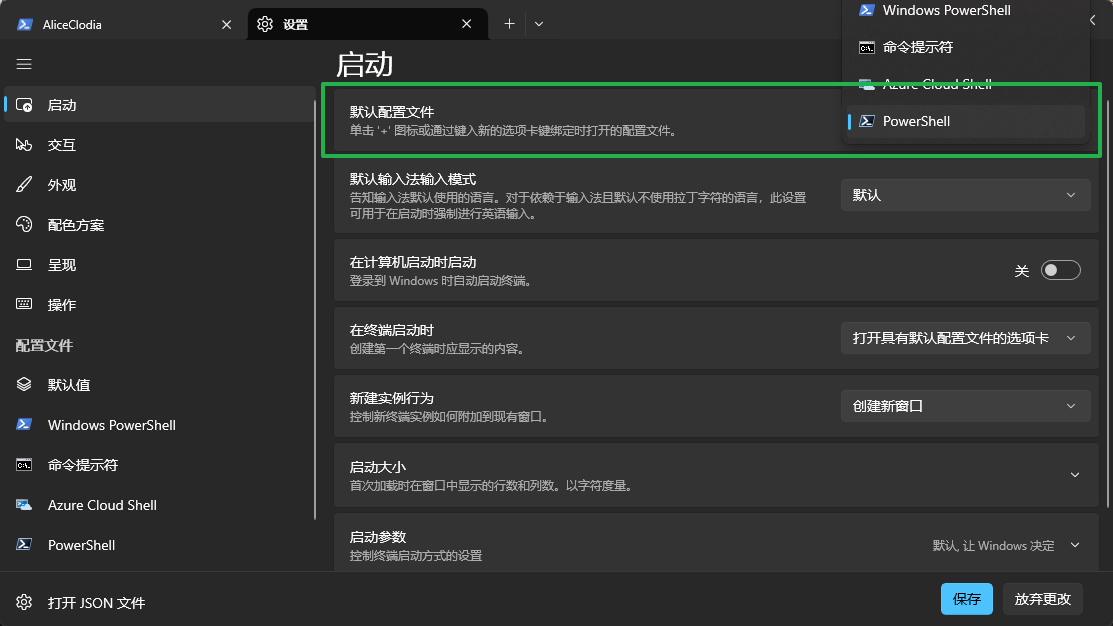 AliceClodia
设置
Windows PowerShell
命令提示符
Azure Cloud Shell
PowerShell
启动
交互
外观
配色方案
呈现
操作
配置文件
默认值
Windows PowerShell
命令提示符
Azure Cloud Shell
PowerShell
打开 JSON 文件
启动
默认配置文件
单击 '+' 图标或通过键入新的选项卡键绑定时打开的配置文件。
默认输入法输入模式
告知输入法默认使用的语言。对于依赖于输入法且默认不使用拉丁字符的语言，此设置
可用于在启动时强制进行英语输入。
默认
在计算机启动时启动
登录到 Windows 时自动启动终端。
关
在终端启动时
创建第一个终端时应显示的内容。
打开具有默认配置文件的选项卡
新建实例行为
控制新终端实例如何附加到现有窗口。
创建新窗口
启动大小
首次加载时在窗口中显示的行数和列数。以字符度量。
启动参数
控制终端启动方式的设置
默认, 让 Windows 决定
保存
放弃更改